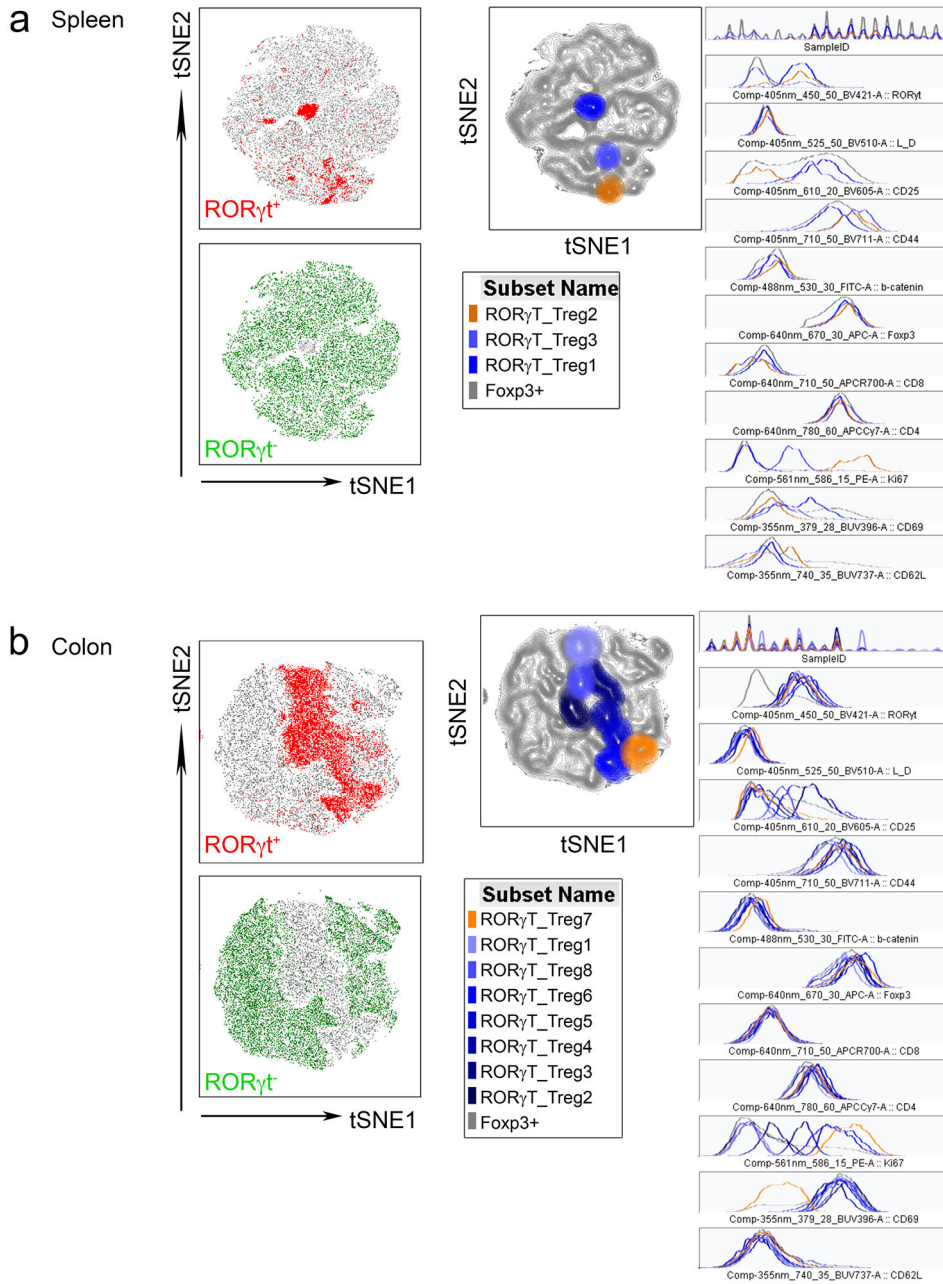 a Spleen
tSNE2
RORγt+
RORγt-
tSNE1
tSNE2
tSNE1
Subset Name
RORγT_Treg2
RORγT_Treg3
RORγT_Treg1
Foxp3+
SampleID
Comp-405nm_450_50_BV421-A :: RORyt
Comp-405nm_525_50_BV510-A :: L_D
Comp-405nm_610_20_BV605-A :: CD25
Comp-405nm_710_50_BV711-A :: CD44
Comp-488nm_530_30_FITC-A :: b-catenin
Comp-640nm_670_30_APC-A :: Foxp3
Comp-640nm_710_50_APCR700-A :: CD8
Comp-640nm_780_60_APCCy7-A :: CD4
Comp-561nm_586_15_PE-A :: Ki67
Comp-355nm_379_28_BUV396-A :: CD69
Comp-355nm_740_35_BUV737-A :: CD62L
b Colon
tSNE2
RORγt+
RORγt-
tSNE1
tSNE2
tSNE1
Subset Name
RORγT_Treg7
RORγT_Treg1
RORγT_Treg8
RORγT_Treg6
RORγT_Treg5
RORγT_Treg4
RORγT_Treg3
RORγT_Treg2
Foxp3+
SampleID
Comp-405nm_450_50_BV421-A :: RORyt
Comp-405nm_525_50_BV510-A :: L_D
Comp-405nm_610_20_BV605-A :: CD25
Comp-405nm_710_50_BV711-A :: CD44
Comp-488nm_530_30_FITC-A :: b-catenin
Comp-640nm_670_30_APC-A :: Foxp3
Comp-640nm_710_50_APCR700-A :: CD8
Comp-640nm_780_60_APCCy7-A :: CD4
Comp-561nm_586_15_PE-A :: Ki67
Comp-355nm_379_28_BUV396-A :: CD69
Comp-355nm_740_35_BUV737-A :: CD62L